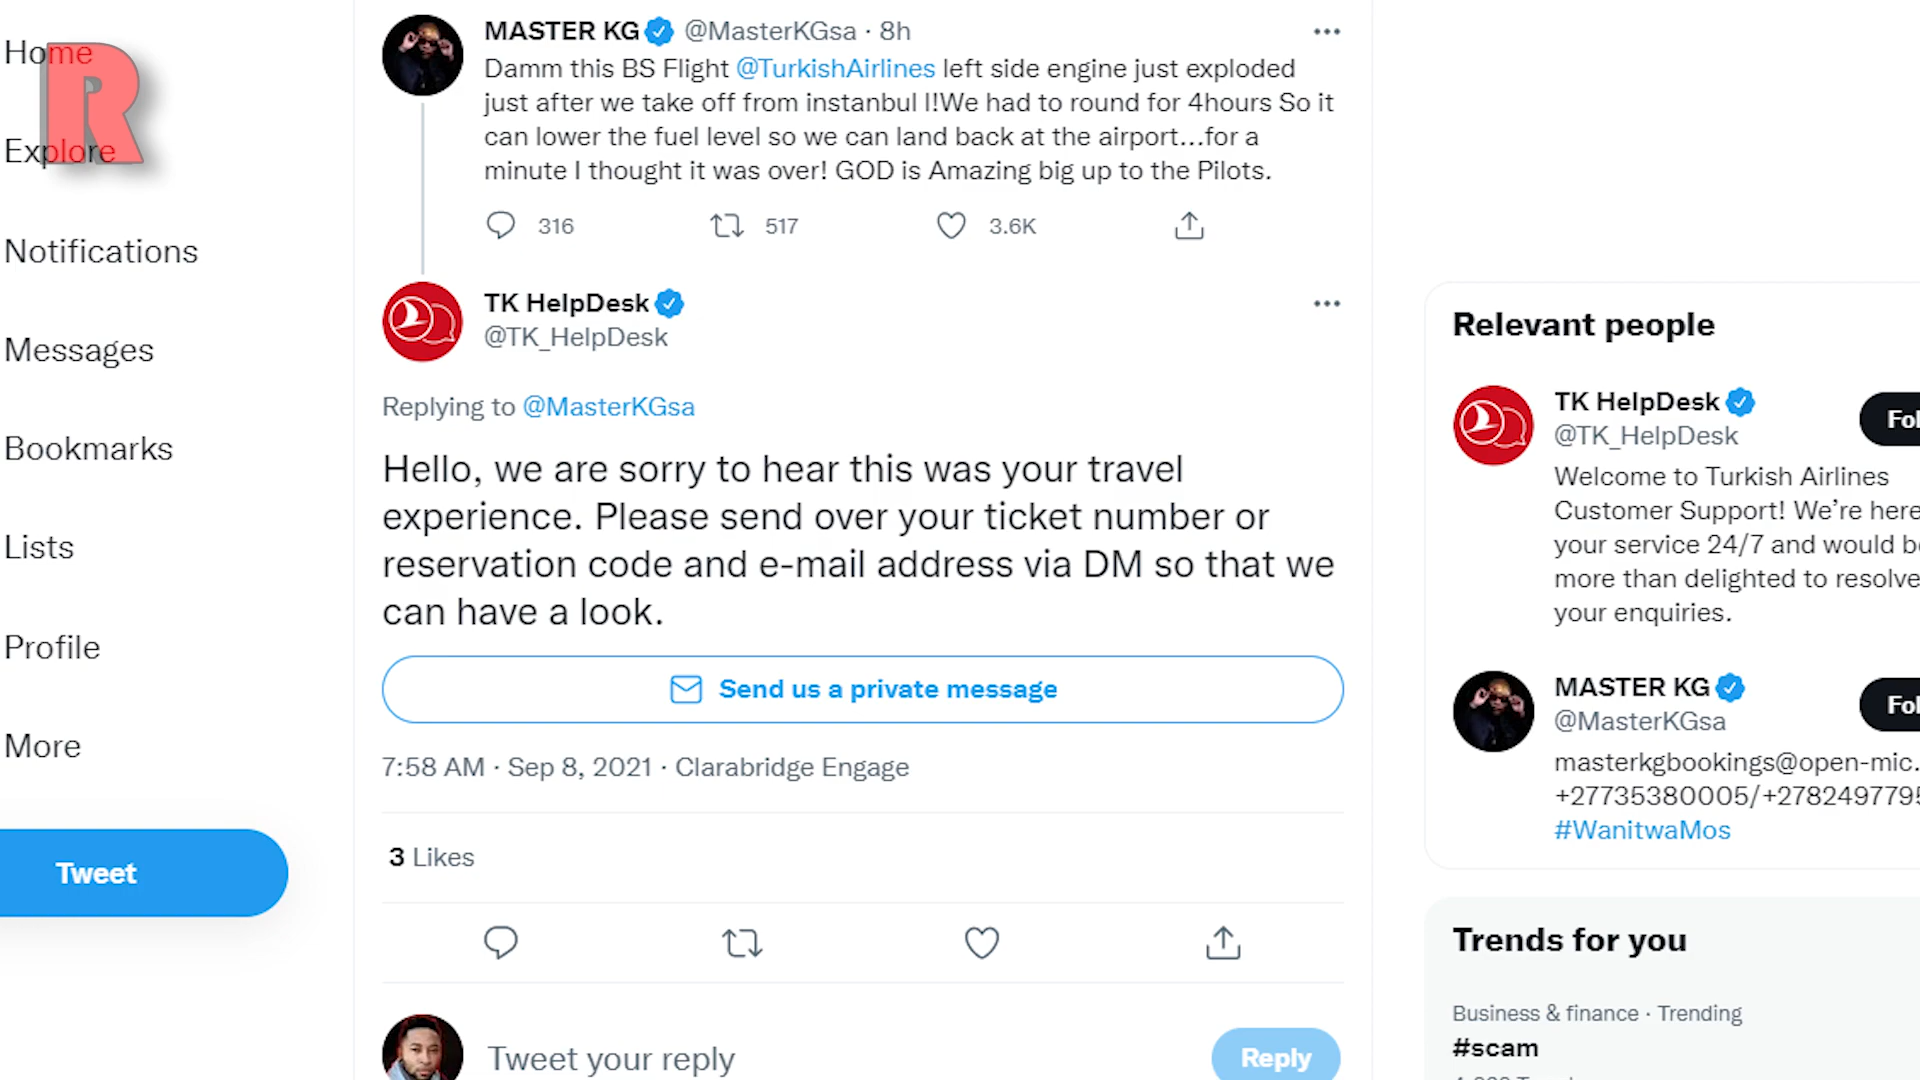 Home
R
Explore
Notifications
Messages
Bookmarks
Lists
Profile
More
Tweet
MASTER KG @MasterKGsa · 8h
Damm this BS Flight @TurkishAirlines left side engine just exploded
just after we take off from instanbul I!We had to round for 4hours So it
can lower the fuel level so we can land back at the airport...for a
minute I thought it was over! GOD is Amazing big up to the Pilots.
316 517 3.6K
TK HelpDesk
@TK_HelpDesk
Replying to @MasterKGsa
Hello, we are sorry to hear this was your travel
experience. Please send over your ticket number or
reservation code and e-mail address via DM so that we
can have a look.
Send us a private message
7:58 AM · Sep 8, 2021 · Clarabridge Engage
3 Likes
Tweet your reply
Reply
Relevant people
TK HelpDesk
@TK_HelpDesk
Fol
Welcome to Turkish Airlines
Customer Support! We're here
your service 24/7 and would b
more than delighted to resolve
your enquiries.
MASTER KG
@MasterKGsa
Fol
masterkgbookings@open-mic.
+27735380005/+2782497795
#WanitwaMos
Trends for you
Business & finance · Trending
#scam